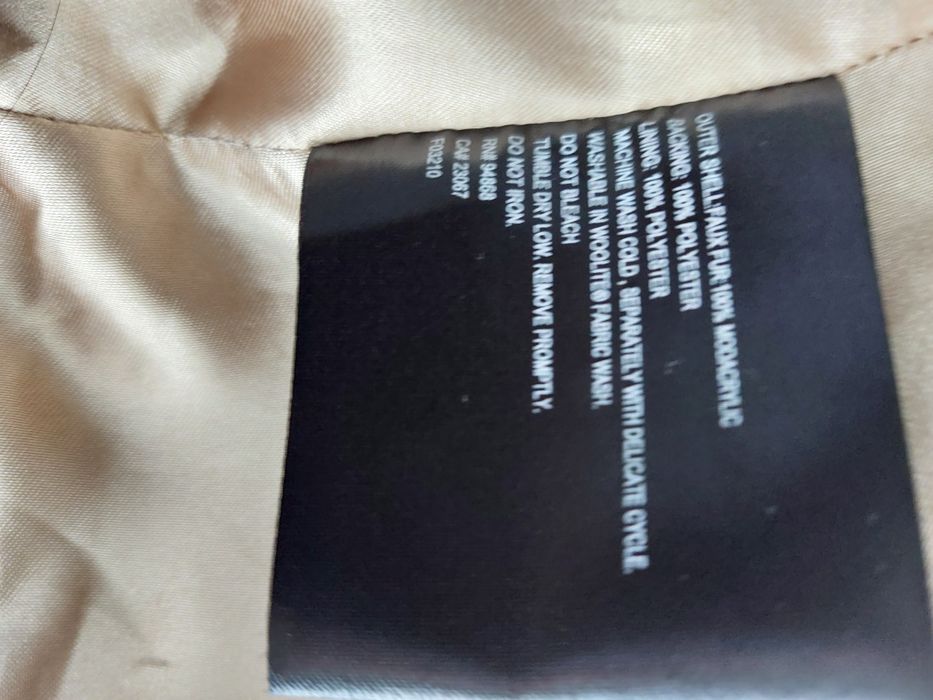 OUTER SHELL/FAUX FUR: 100% MODACRYLIC
BACKING: 100% POLYESTER
LINING: 100% POLYESTER
MACHINE WASH COLD, SEPARATELY WITH DELICATE CYCLE.
WASHABLE IN WOOLITE® FABRIC WASH.
DO NOT BLEACH
TUMBLE DRY LOW. REMOVE PROMPTLY.
DO NOT IRON.
RN# 94868
CA# 23067
F03210